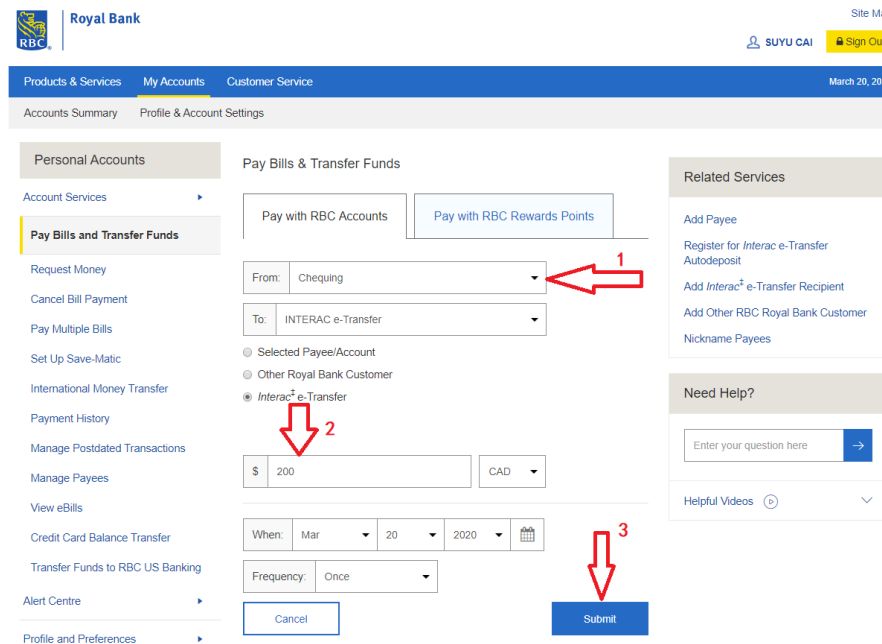 Royal Bank
RBC®
Site Ma
SUYU CAI
Sign Ou
Products & Services My Accounts Customer Service
March 20, 20
Accounts Summary Profile & Account Settings
Personal Accounts
Account Services
Pay Bills and Transfer Funds
Request Money
Cancel Bill Payment
Pay Multiple Bills
Set Up Save-Matic
International Money Transfer
Payment History
Manage Postdated Transactions
Manage Payees
View eBills
Credit Card Balance Transfer
Transfer Funds to RBC US Banking
Alert Centre
Profile and Preferences
Pay Bills & Transfer Funds
Pay with RBC Accounts Pay with RBC Rewards Points
1
From: Chequing
To: INTERAC e-Transfer
Selected Payee/Account
Other Royal Bank Customer
Interac‡ e-Transfer
2
$ 200 CAD
When: Mar 20 2020
3
Frequency: Once
Cancel Submit
Related Services
Add Payee
Register for Interac e-Transfer
Autodeposit
Add Interac‡ e-Transfer Recipient
Add Other RBC Royal Bank Customer
Nickname Payees
Need Help?
Enter your question here
Helpful Videos